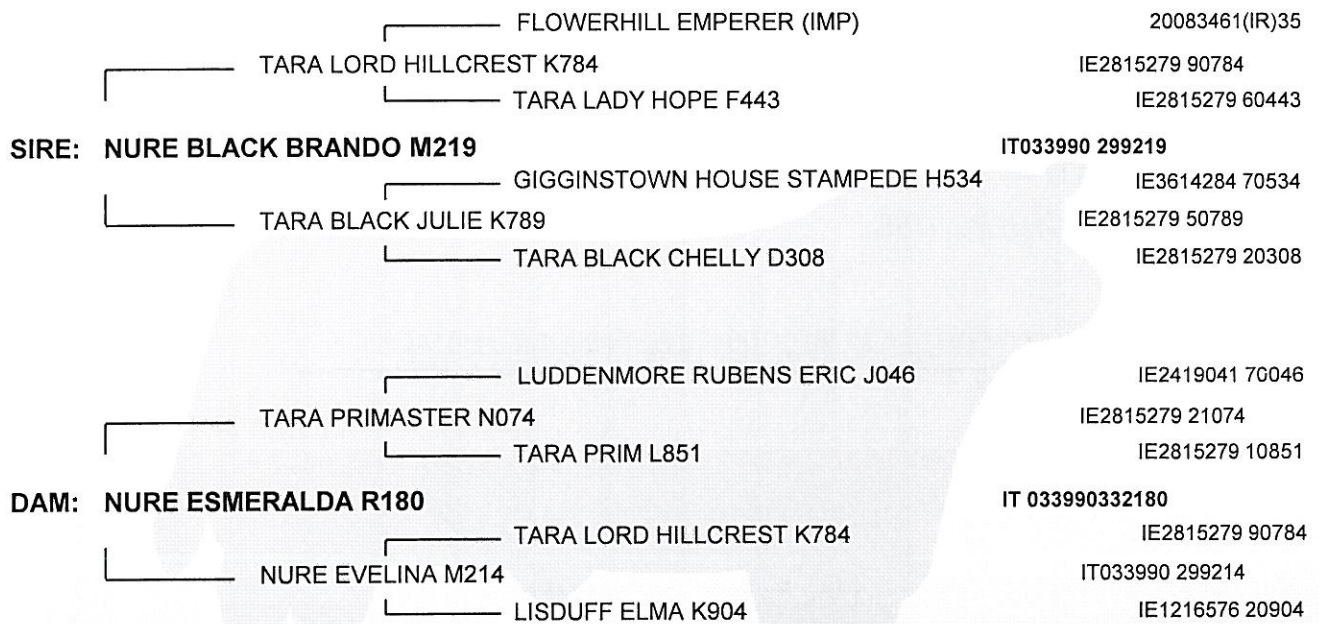 FLOWERHILL EMPERER (IMP) 20083461(IR)35
TARA LORD HILLCREST K784 IE2815279 90784
TARA LADY HOPE F443 IE2815279 60443
SIRE: NURE BLACK BRANDO M219 IT033990 299219
GIGGINSTOWN HOUSE STAMPEDE H534 IE3614284 70534
TARA BLACK JULIE K789 IE2815279 50789
TARA BLACK CHELLY D308 IE2815279 20308
LUDDENMORE RUBENS ERIC J046 IE2419041 70046
TARA PRIMASTER N074 IE2815279 21074
TARA PRIM L851 IE2815279 10851
DAM: NURE ESMERALDA R180 IT 033990332180
TARA LORD HILLCREST K784 IE2815279 90784
NURE EVELINA M214 IT033990 299214
LISDUFF ELMA K904 IE1216576 20904